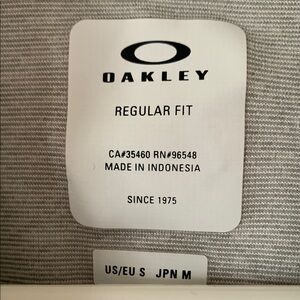 OAKLEY
REGULAR FIT
CA#35460 RN#96548
MADE IN INDONESIA
SINCE 1975
US/EU S JPN M